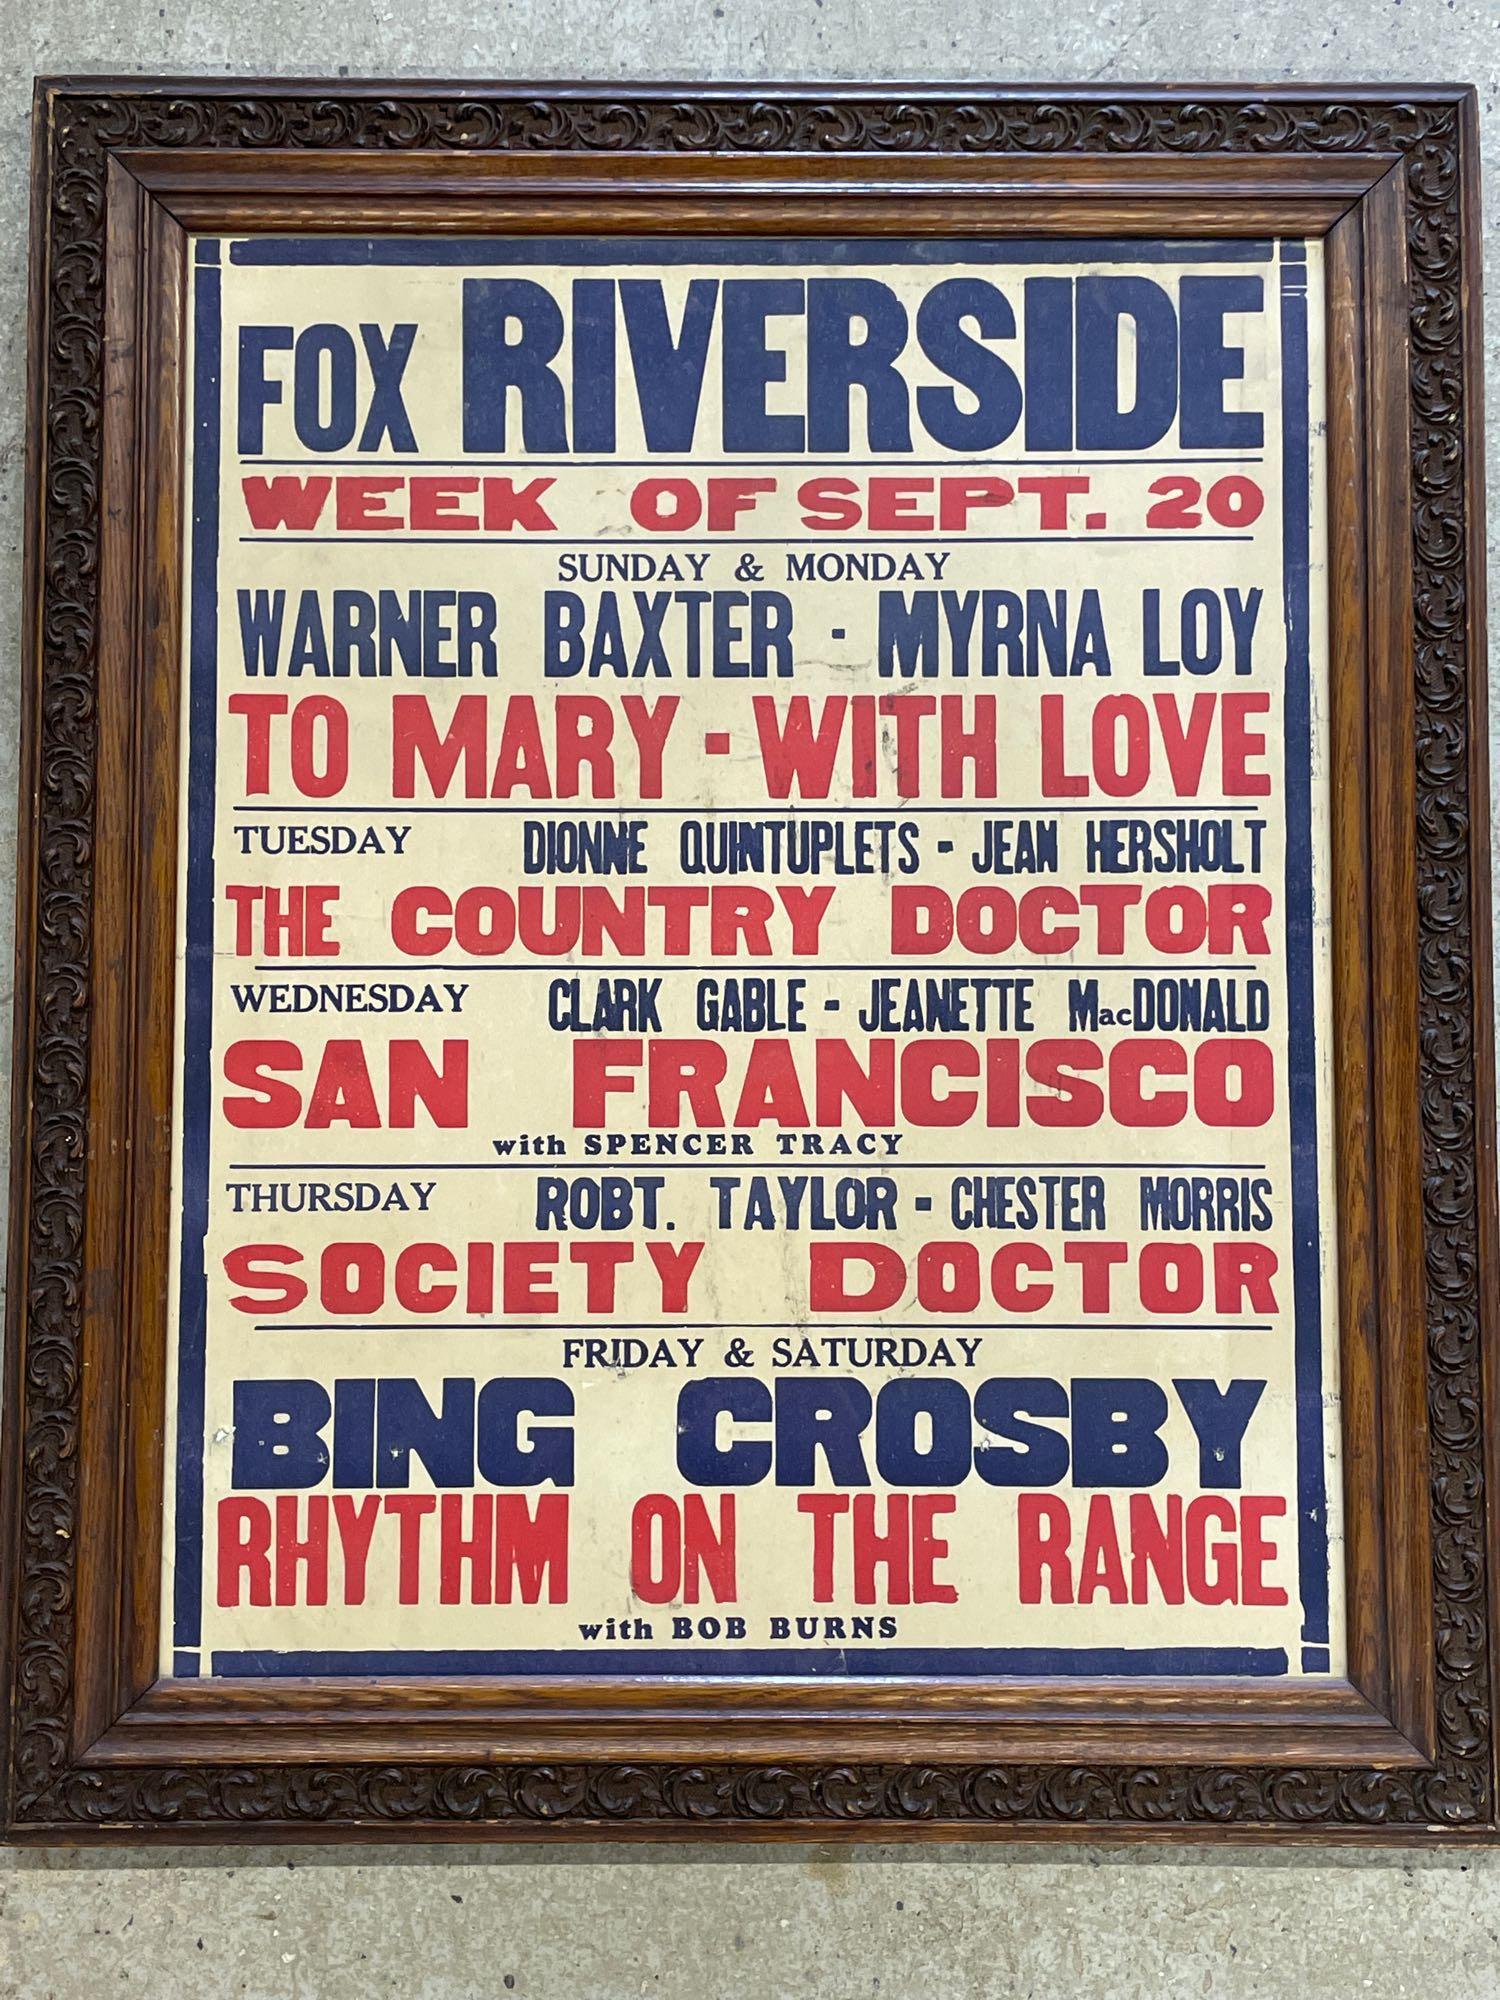 FOX RIVERSIDE
WEEK OF SEPT. 20
SUNDAY & MONDAY
WARNER BAXTER - MYRNA LOY
TO MARY - WITH LOVE
TUESDAY DIONNE QUINTUPLETS - JEAN HERSHOLT
THE COUNTRY DOCTOR
WEDNESDAY CLARK GABLE - JEANETTE MacDONALD
SAN FRANCISCO
with SPENCER TRACY
THURSDAY ROBT. TAYLOR - CHESTER MORRIS
SOCIETY DOCTOR
FRIDAY & SATURDAY
BING CROSBY
RHYTHM ON THE RANGE
with BOB BURNS